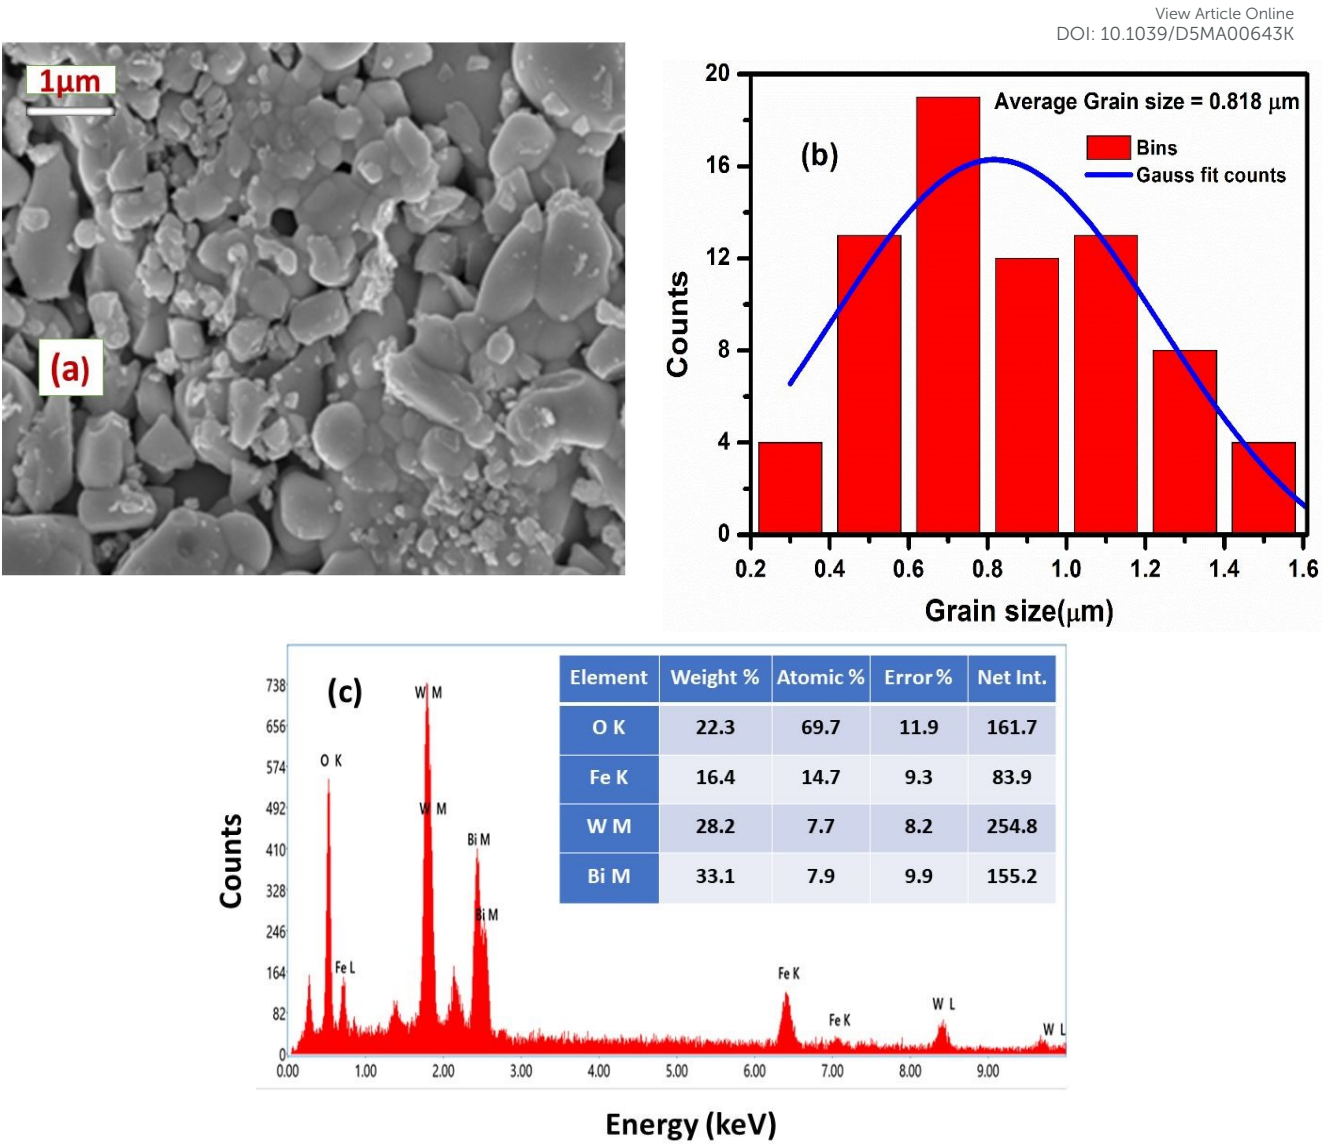 View Article Online
DOI: 10.1039/D5MA00643K
1μm
(a)
20
16
12
8
4
0
Counts
(b)
Average Grain size = 0.818 μm
Bins
Gauss fit counts
0.2 0.4 0.6 0.8 1.0 1.2 1.4 1.6
Grain size(μm)
(c)
Counts
738
656
574
492
410
328
246
164
82
0
O K
Fe L
W M
W M
Bi M
Bi M
Fe K
Fe K
W L
W L
Element Weight % Atomic % Error % Net Int.
O K 22.3 69.7 11.9 161.7
Fe K 16.4 14.7 9.3 83.9
W M 28.2 7.7 8.2 254.8
Bi M 33.1 7.9 9.9 155.2
0.00 1.00 2.00 3.00 4.00 5.00 6.00 7.00 8.00 9.00
Energy (keV)